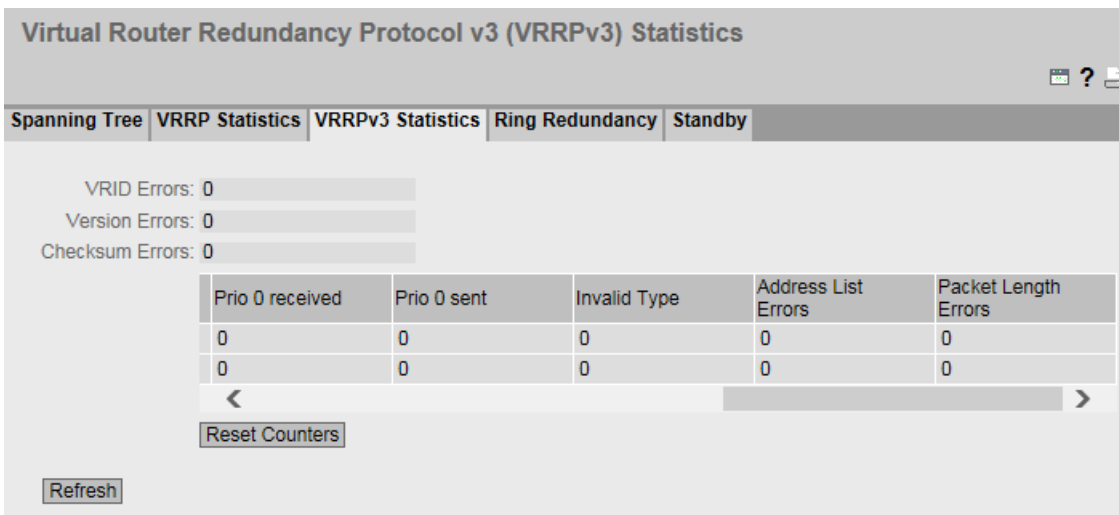 Virtual Router Redundancy Protocol v3 (VRRPv3) Statistics
?
Spanning Tree VRRP Statistics VRRPv3 Statistics Ring Redundancy Standby
VRID Errors: 0
Version Errors: 0
Checksum Errors: 0
Prio 0 received Prio 0 sent Invalid Type Address List Errors Packet Length Errors
0 0 0 0 0
0 0 0 0 0
Reset Counters
Refresh